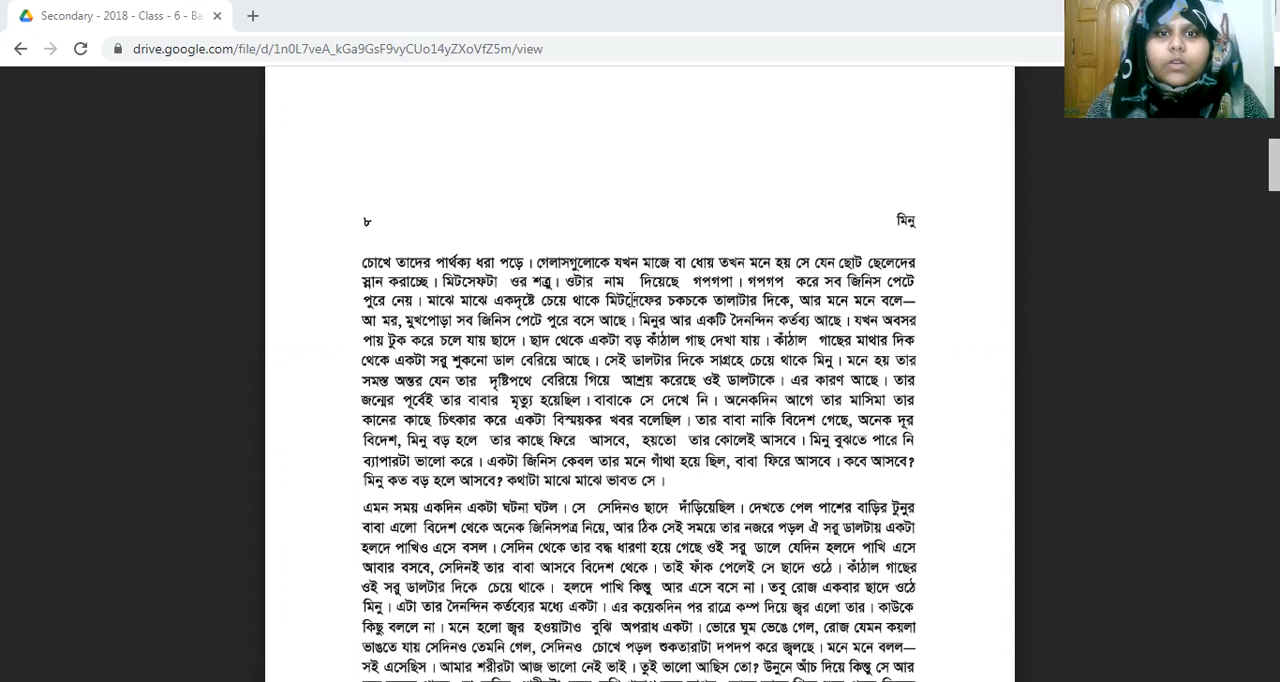 Secondary - 2018 - Class - 6 - Ba
drive.google.com/file/d/1n0L7veA_kGa9GsF9vyCUo14yZXoVfZ5m/view
৮ মিনু
চোখে তাদের পার্থক্য ধরা পড়ে। গেলাসগুলোকে যখন মাজে বা ধোয় তখন মনে হয় সে যেন ছোট ছেলেদের
স্নান করাচ্ছে। মিটসেফটা ওর শত্রু। ওটার নাম দিয়েছে গপগপা। গপগপ করে সব জিনিস পেটে
পুরে নেয়। মাঝে মাঝে একদৃষ্টে চেয়ে থাকে মিটসেফের চকচকে তালাটার দিকে, আর মনে মনে বলে—
আ মর, মুখপোড়া সব জিনিস পেটে পুরে বসে আছে। মিনুর আর একটি দৈনন্দিন কর্তব্য আছে। যখন অবসর
পায় টুক করে চলে যায় ছাদে। ছাদ থেকে একটা বড় কাঁঠাল গাছ দেখা যায়। কাঁঠাল গাছের মাথার দিক
থেকে একটা সরু শুকনো ডাল বেরিয়ে আছে। সেই ডালটার দিকে সাগ্রহে চেয়ে থাকে মিনু। মনে হয় তার
সমস্ত অন্তর যেন তার দৃষ্টিপথে বেরিয়ে গিয়ে আশ্রয় করেছে ওই ডালটাকে। এর কারণ আছে। তার
জন্মের পূর্বেই তার বাবার মৃত্যু হয়েছিল। বাবাকে সে দেখে নি। অনেকদিন আগে তার মাসিমা তার
কানের কাছে চিৎকার করে একটা বিস্ময়কর খবর বলেছিল। তার বাবা নাকি বিদেশ গেছে, অনেক দূর
বিদেশ, মিনু বড় হলে তার কাছে ফিরে আসবে, হয়তো তার কোলেই আসবে। মিনু বুঝতে পারে নি
ব্যাপারটা ভালো করে। একটা জিনিস কেবল তার মনে গাঁথা হয়ে ছিল, বাবা ফিরে আসবে। কবে আসবে?
মিনু কত বড় হলে আসবে? কথাটা মাঝে মাঝে ভাবত সে।
এমন সময় একদিন একটা ঘটনা ঘটল। সে সেদিনও ছাদে দাঁড়িয়েছিল। দেখতে পেল পাশের বাড়ির টুনুর
বাবা এলো বিদেশ থেকে অনেক জিনিসপত্র নিয়ে, আর ঠিক সেই সময়ে তার নজরে পড়ল ঐ সরু ডালটায় একটা
হলদে পাখিও এসে বসল। সেদিন থেকে তার বদ্ধ ধারণা হয়ে গেছে ওই সরু ডালে যেদিন হলদে পাখি এসে
আবার বসবে, সেদিনই তার বাবা আসবে বিদেশ থেকে। তাই ফাঁক পেলেই সে ছাদে ওঠে। কাঁঠাল গাছের
ওই সরু ডালটার দিকে চেয়ে থাকে। হলদে পাখি কিন্তু আর এসে বসে না। তবু রোজ একবার ছাদে ওঠে
মিনু। এটা তার দৈনন্দিন কর্তব্যের মধ্যে একটা। এর কয়েকদিন পর রাত্রে কম্প দিয়ে জ্বর এলো তার। কাউকে
কিছু বললে না। মনে হলো জ্বর হওয়াটাও বুঝি অপরাধ একটা। ভোরে ঘুম ভেঙে গেল, রোজ যেমন কয়লা
ভাঙতে যায় সেদিনও তেমনি গেল, সেদিনও চোখে পড়ল শুকতারাটা দপদপ করে জ্বলছে। মনে মনে বলল—
সই এসেছিস। আমার শরীরটা আজ ভালো নেই ভাই। তুই ভালো আছিস তো? উনুনে আঁচ দিয়ে কিন্তু সে আর